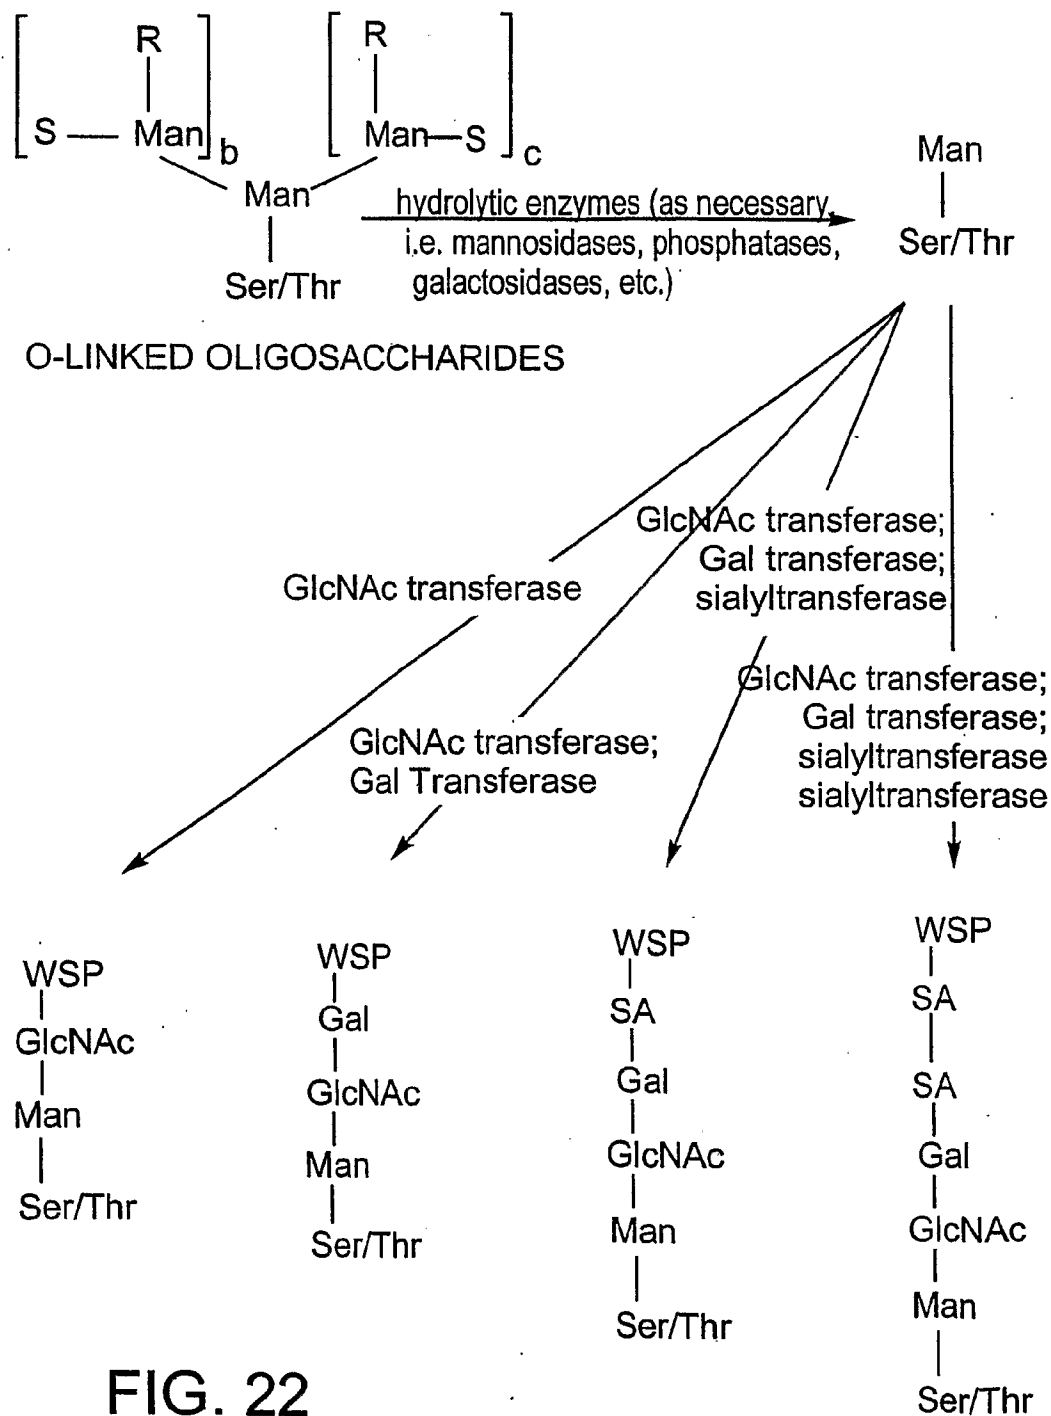 R
R
S
Man
b
Man
S
c
Man
Ser/Thr
hydrolytic enzymes (as necessary,
i.e. mannosidases, phosphatases,
galactosidases, etc.)
Man
Ser/Thr
O-LINKED OLIGOSACCHARIDES
GlcNAc transferase
GlcNAc transferase;
Gal Transferase
GlcNAc transferase;
Gal transferase;
sialyltransferase
GlcNAc transferase;
Gal transferase;
sialyltransferase
sialyltransferase
WSP
GlcNAc
Man
Ser/Thr
WSP
Gal
GlcNAc
Man
Ser/Thr
WSP
SA
Gal
GlcNAc
Man
Ser/Thr
WSP
SA
SA
Gal
GlcNAc
Man
Ser/Thr
FIG. 22